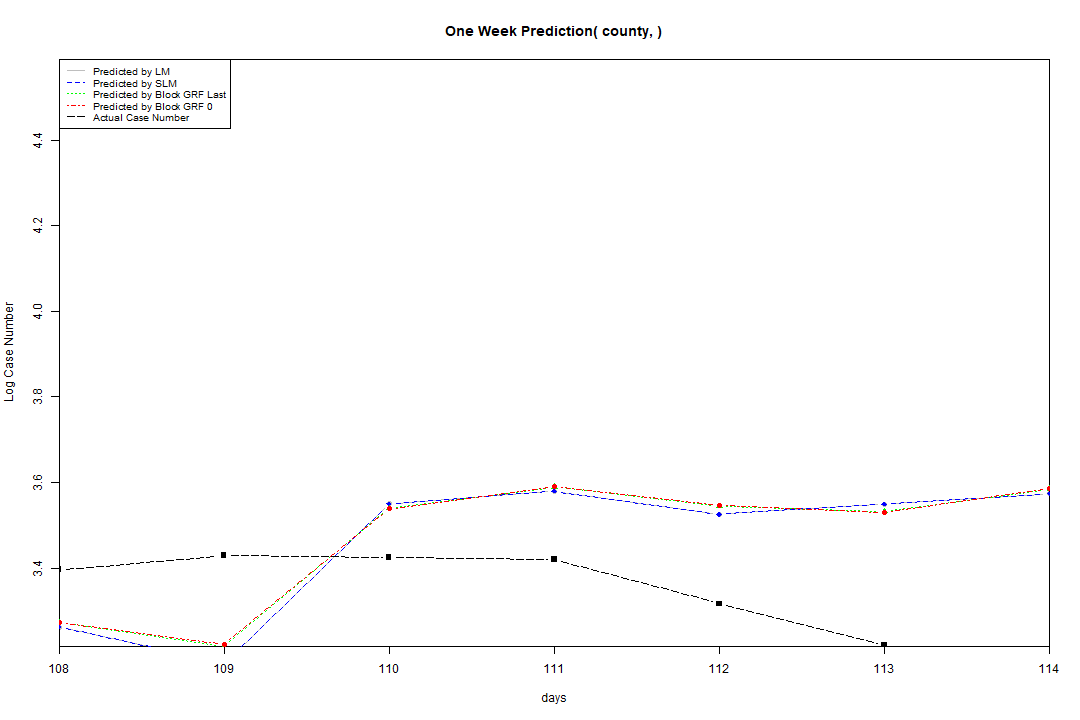 One Week Prediction( county, )
Predicted by LM
Predicted by SLM
Predicted by Block GRF Last
Predicted by Block GRF 0
Actual Case Number
4.4
4.2
4.0
3.8
3.6
3.4
Log Case Number
108 109 110 111 112 113 114
days